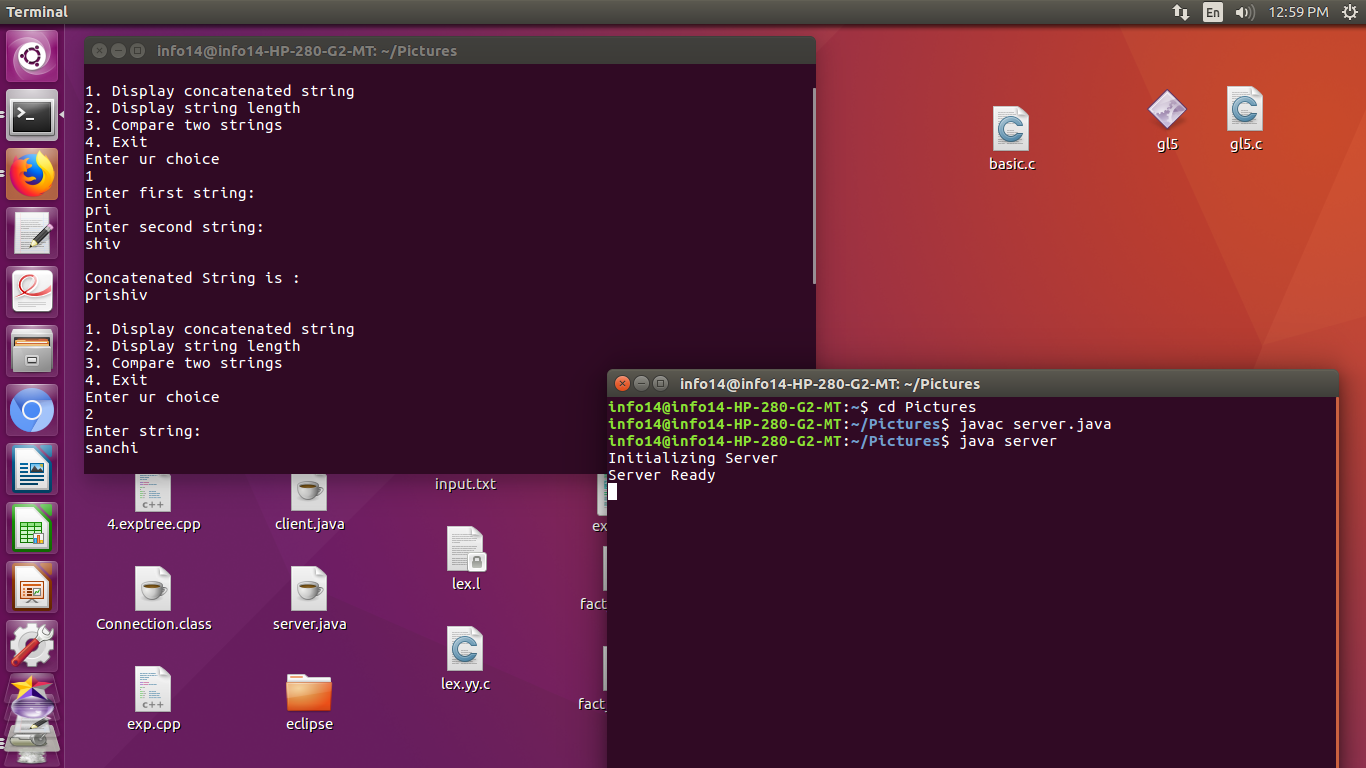 Terminal
En
12:59 PM
info14@info14-HP-280-G2-MT: ~/Pictures
1. Display concatenated string
2. Display string length
3. Compare two strings
4. Exit
Enter ur choice
1
Enter first string:
pri
Enter second string:
shiv
Concatenated String is :
prishiv
1. Display concatenated string
2. Display string length
3. Compare two strings
4. Exit
Enter ur choice
2
Enter string:
sanchi
basic.c
gl5
gl5.c
info14@info14-HP-280-G2-MT: ~/Pictures
info14@info14-HP-280-G2-MT:~$ cd Pictures
info14@info14-HP-280-G2-MT:~/Pictures$ javac server.java
info14@info14-HP-280-G2-MT:~/Pictures$ java server
Initializing Server
Server Ready
input.txt
c++
4.exptree.cpp
client.java
lex.l
Connection.class
server.java
lex.yy.c
c++
exp.cpp
eclipse